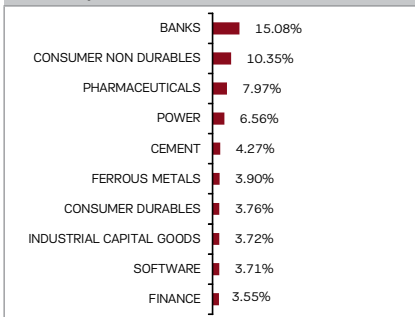 BANKS 15.08%
CONSUMER NON DURABLES 10.35%
PHARMACEUTICALS 7.97%
POWER 6.56%
CEMENT 4.27%
FERROUS METALS 3.90%
CONSUMER DURABLES 3.76%
INDUSTRIAL CAPITAL GOODS 3.72%
SOFTWARE 3.71%
FINANCE 3.55%